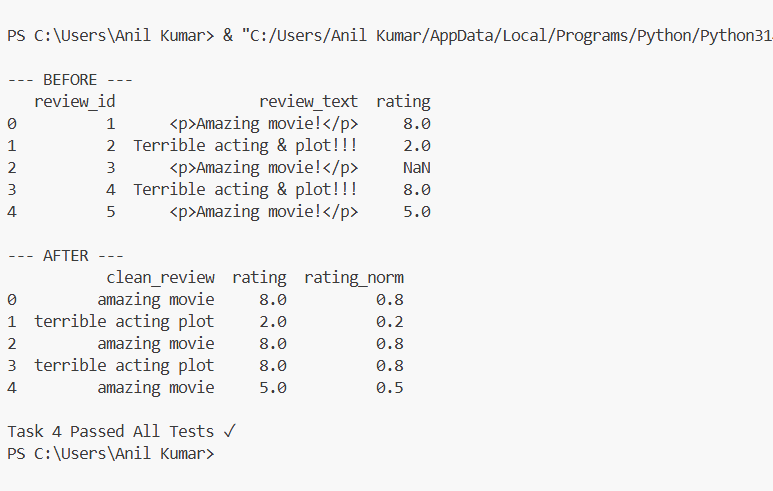 PS C:\Users\Anil Kumar> & "C:/Users/Anil Kumar/AppData/Local/Programs/Python/Python314
--- BEFORE ---
   review_id                review_text  rating
0          1      <p>Amazing movie!</p>     8.0
1          2  Terrible acting & plot!!!     2.0
2          3      <p>Amazing movie!</p>     NaN
3          4  Terrible acting & plot!!!     8.0
4          5      <p>Amazing movie!</p>     5.0
--- AFTER ---
           clean_review  rating  rating_norm
0         amazing movie     8.0          0.8
1  terrible acting plot     2.0          0.2
2         amazing movie     8.0          0.8
3  terrible acting plot     8.0          0.8
4         amazing movie     5.0          0.5
Task 4 Passed All Tests ✓
PS C:\Users\Anil Kumar>